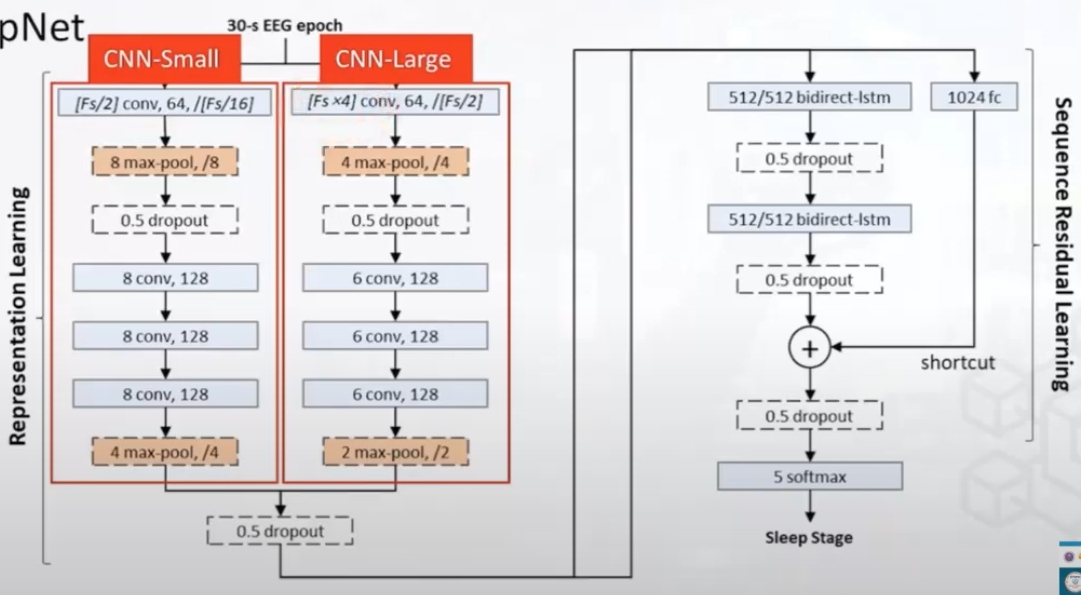 pNet
30-s EEG epoch
CNN-Small
CNN-Large
[Fs/2] conv, 64, /[Fs/16]
8 max-pool, /8
0.5 dropout
8 conv, 128
8 conv, 128
8 conv, 128
4 max-pool, /4
[Fs×4] conv, 64, /[Fs/2]
4 max-pool, /4
0.5 dropout
6 conv, 128
6 conv, 128
6 conv, 128
2 max-pool, /2
0.5 dropout
Representation Learning
512/512 bidirect-lstm
0.5 dropout
512/512 bidirect-lstm
0.5 dropout
+
1024 fc
shortcut
0.5 dropout
5 softmax
Sleep Stage
Sequence Residual Learning